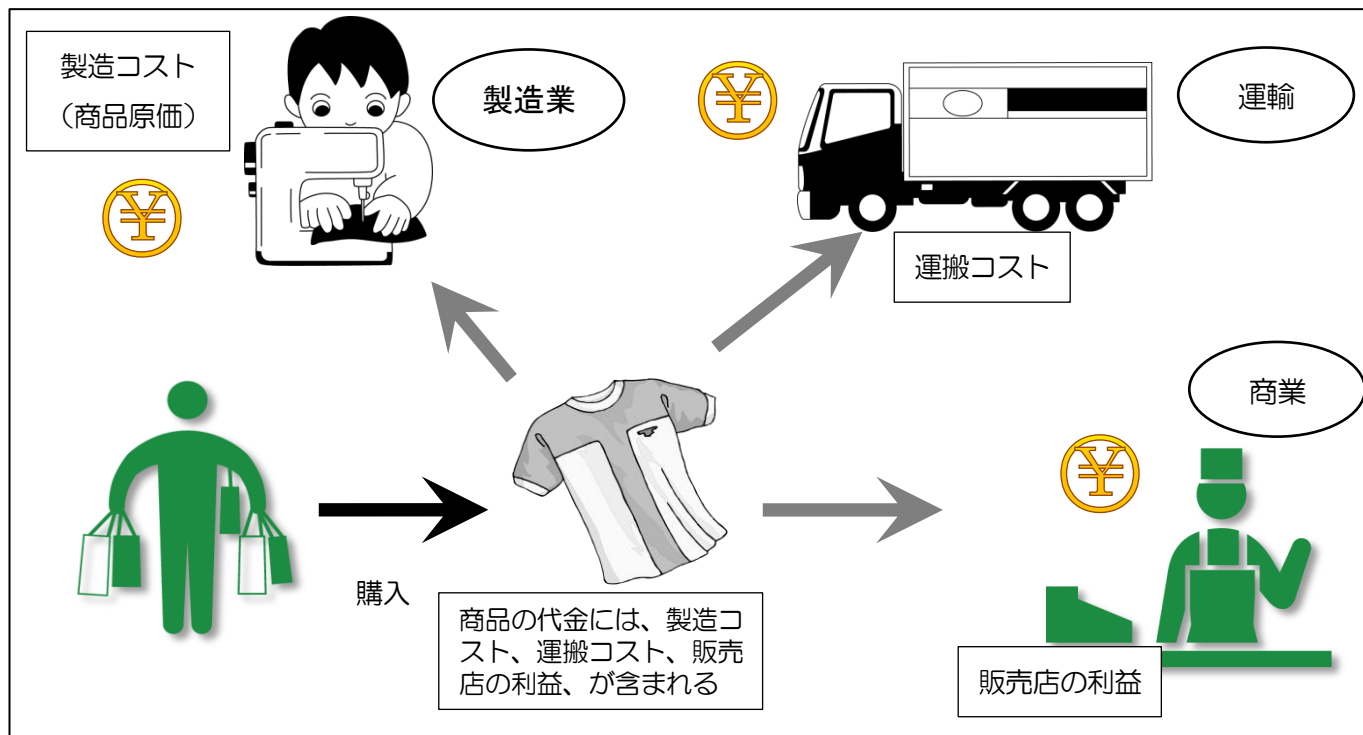 製造コスト
（商品原価）
製造業
運輸
運搬コスト
商業
購入
商品の代金には、製造コ
スト、運搬コスト、販売
店の利益、が含まれる
販売店の利益
¥
¥
¥